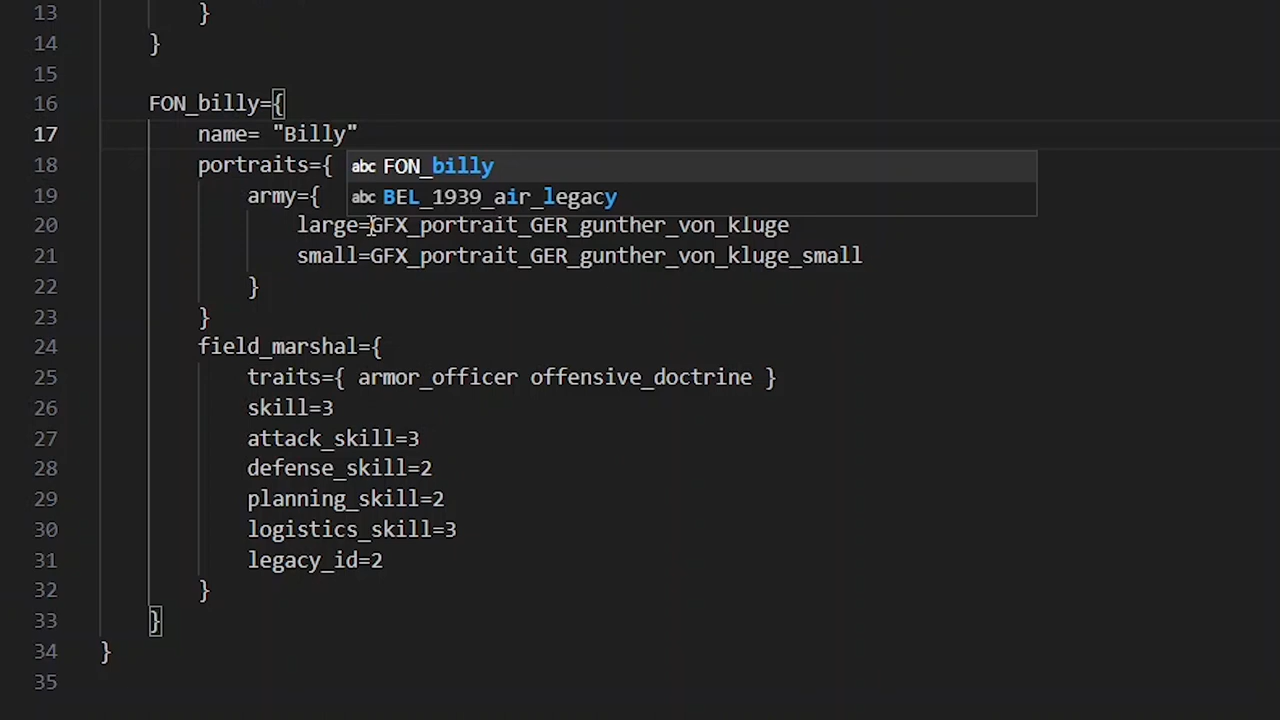 13 }
14 }
15
16 FON_billy={
17 name= "Billy"
18 portraits={
abc FON_billy
19 army={
abc BEL_1939_air_legacy
20 large=GFX_portrait_GER_gunther_von_kluge
21 small=GFX_portrait_GER_gunther_von_kluge_small
22 }
23 }
24 field_marshal={
25 traits={ armor_officer offensive_doctrine }
26 skill=3
27 attack_skill=3
28 defense_skill=2
29 planning_skill=2
30 logistics_skill=3
31 legacy_id=2
32 }
33 }
34 }
35